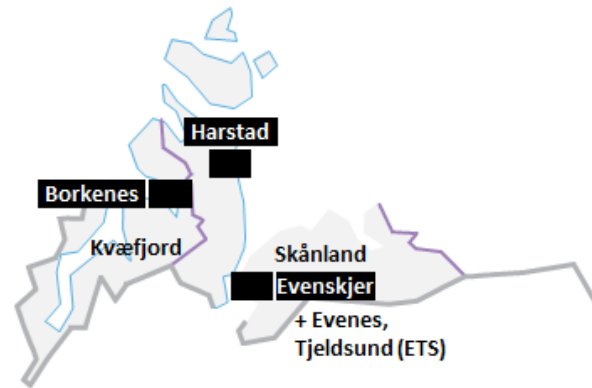 Harstad
Borkenes
Kvæfjord
Skånland
Evenskjer
+ Evenes,
Tjeldsund (ETS)